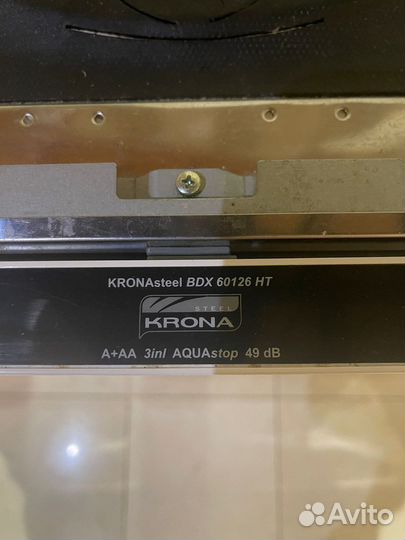 KRONAsteel BDX 60126 HT
STEEL
KRONA
A+AA 3inl AQUAstop 49 dB
Avito